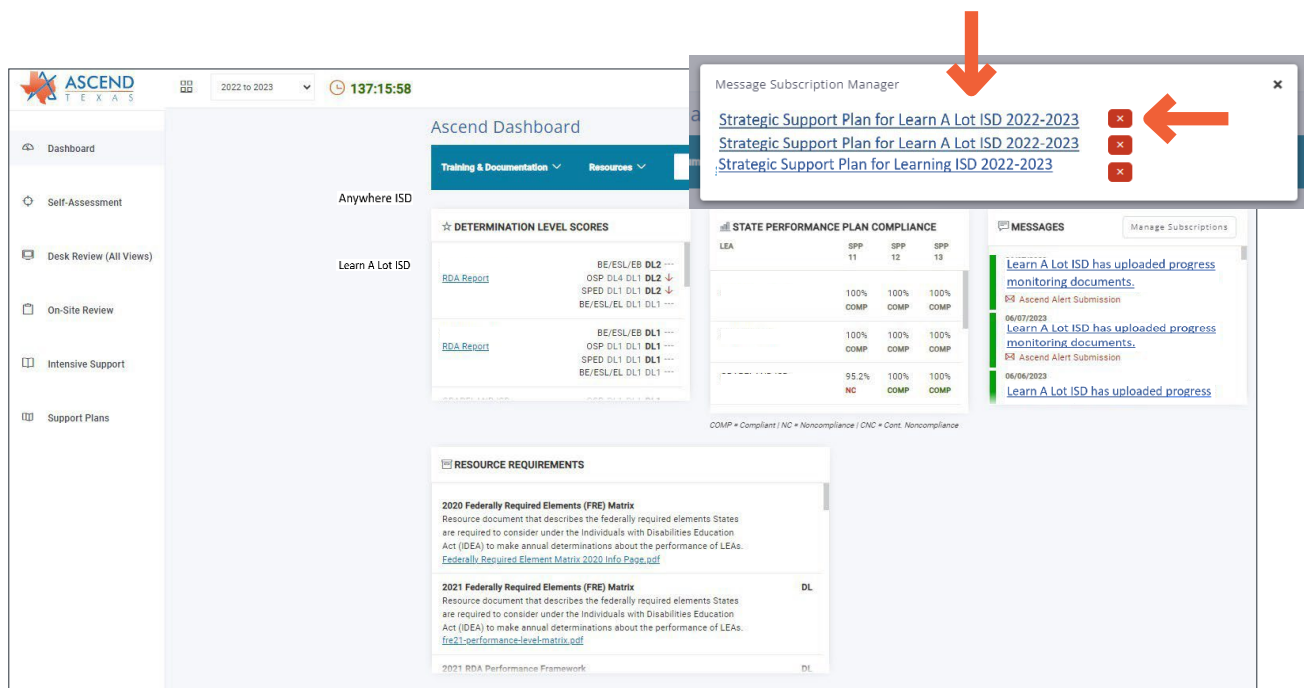 ASCEND
TEXAS
2022 to 2023
137:15:58
Dashboard
Self-Assessment
Desk Review (All Views)
On-Site Review
Intensive Support
Support Plans
Ascend Dashboard
Training & Documentation
Resources
Message Subscription Manager
×
Strategic Support Plan for Learn A Lot ISD 2022-2023
×
Strategic Support Plan for Learn A Lot ISD 2022-2023
×
Strategic Support Plan for Learning ISD 2022-2023
×
Anywhere ISD
Learn A Lot ISD
DETERMINATION LEVEL SCORES
BE/ESL/EB DL2 ---
RDA Report
OSP DL4 DL1 DL2 ↓
SPED DL1 DL1 DL2 ↓
BE/ESL/EL DL1 DL1 ---
BE/ESL/EB DL1 ---
RDA Report
OSP DL1 DL1 DL1 ---
SPED DL1 DL1 DL1 ---
BE/ESL/EL DL1 DL1 ---
STATE PERFORMANCE PLAN COMPLIANCE
LEA SPP SPP SPP
11 12 13
100% 100% 100%
COMP COMP COMP
100% 100% 100%
COMP COMP COMP
95.2% 100% 100%
NC COMP COMP
COMP = Compliant | NC = Noncompliance | CNC = Cont. Noncompliance
MESSAGES
Manage Subscriptions
Learn A Lot ISD has uploaded progress
monitoring documents.
Ascend Alert Submission
06/07/2023
Learn A Lot ISD has uploaded progress
monitoring documents.
Ascend Alert Submission
06/06/2023
Learn A Lot ISD has uploaded progress
RESOURCE REQUIREMENTS
2020 Federally Required Elements (FRE) Matrix
Resource document that describes the federally required elements States
are required to consider under the Individuals with Disabilities Education
Act (IDEA) to make annual determinations about the performance of LEAs.
Federally Required Element Matrix 2020 Info Page.pdf
2021 Federally Required Elements (FRE) Matrix DL
Resource document that describes the federally required elements States
are required to consider under the Individuals with Disabilities Education
Act (IDEA) to make annual determinations about the performance of LEAs.
fre21-performance-level-matrix.pdf
2021 RDA Performance Framework DL